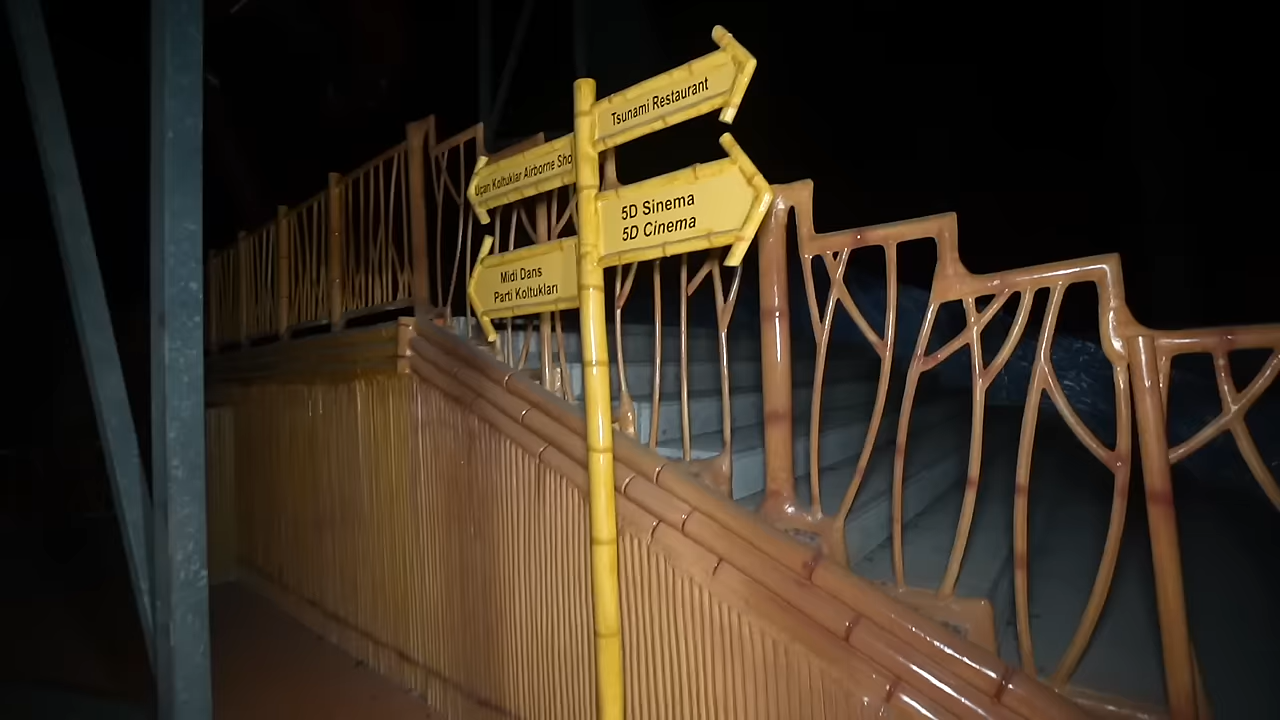 Tsunami Restaurant
Uçan Koltuklar Airborne Sho
5D Sinema
5D Cinema
Midi Dans
Parti Koltukları